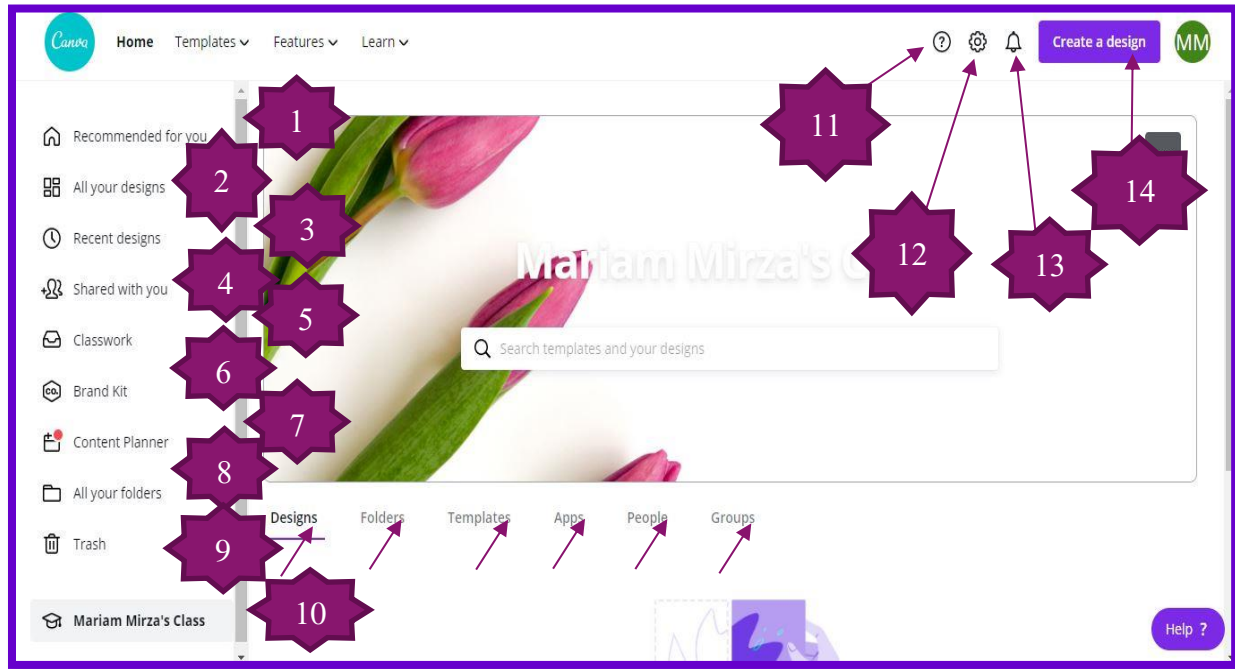 Canva Home Templates Features Learn ? Create a design MM
1
Recommended for you
11
2
All your designs
14
3
Recent designs
Mariam Mirza's C
12
13
4
Shared with you
5
Classwork
Search templates and your designs
6
CO. Brand Kit
7
Content Planner
8
All your folders
Designs Folders Templates Apps People Groups
9
Trash
10
Mariam Mirza's Class
Help ?